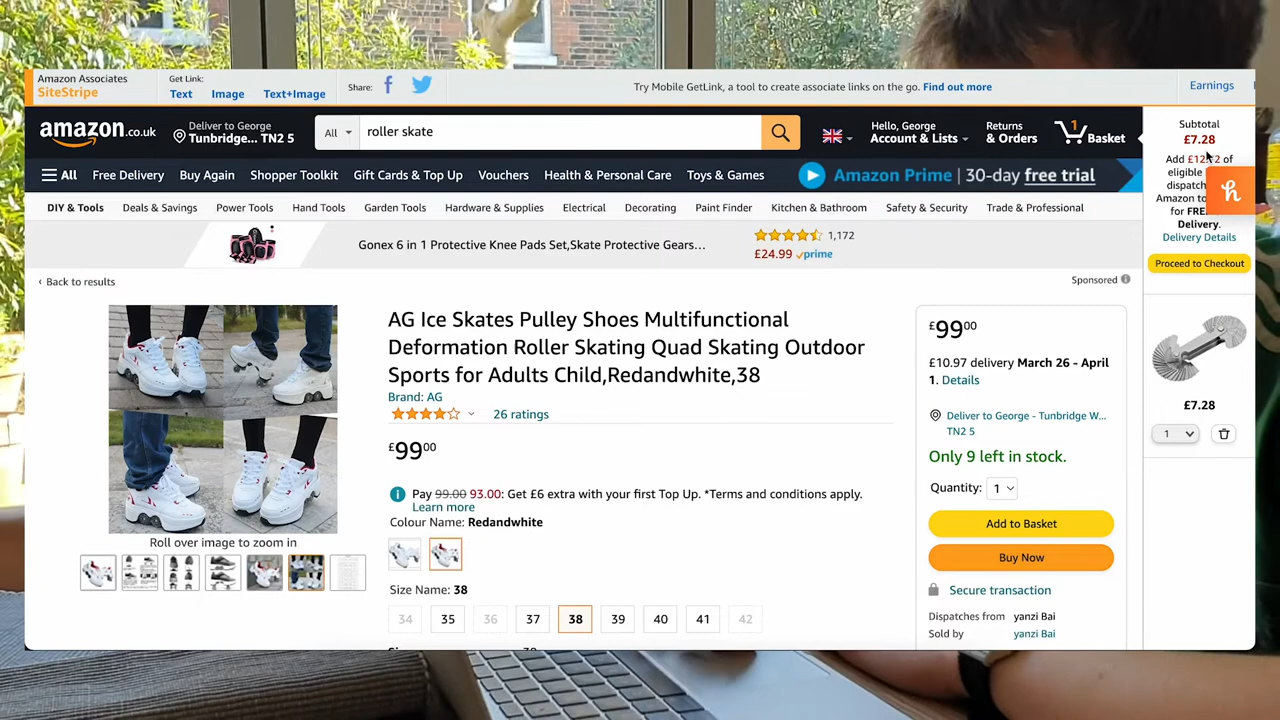 Amazon Associates
SiteStripe
Get Link:
Text
Image
Text+Image
Share:
Try Mobile GetLink, a tool to create associate links on the go. Find out more
Earnings
amazon.co.uk
Deliver to George
Tunbridge... TN2 5
All
roller skate
Hello, George
Account & Lists
Returns
& Orders
1
Basket
All
Free Delivery
Buy Again
Shopper Toolkit
Gift Cards & Top Up
Vouchers
Health & Personal Care
Toys & Games
Amazon Prime | 30-day free trial
DIY & Tools
Deals & Savings
Power Tools
Hand Tools
Garden Tools
Hardware & Supplies
Electrical
Decorating
Paint Finder
Kitchen & Bathroom
Safety & Security
Trade & Professional
Gonex 6 in 1 Protective Knee Pads Set,Skate Protective Gears...
1,172
£24.99 prime
‹ Back to results
Sponsored
AG Ice Skates Pulley Shoes Multifunctional
Deformation Roller Skating Quad Skating Outdoor
Sports for Adults Child,Redandwhite,38
Brand: AG
26 ratings
£9900
Pay 99.00 93.00: Get £6 extra with your first Top Up. *Terms and conditions apply.
Learn more
Colour Name: Redandwhite
Size Name: 38
34
35
36
37
38
39
40
41
42
Roll over image to zoom in
£9900
£10.97 delivery March 26 - April
1. Details
Deliver to George - Tunbridge W...
TN2 5
Only 9 left in stock.
Quantity: 1
Add to Basket
Buy Now
Secure transaction
Dispatches from yanzi Bai
Sold by yanzi Bai
Subtotal
£7.28
Add of
eligible
dispatch
Amazon to
for
Delivery.
Delivery Details
Proceed to Checkout
£7.28
1